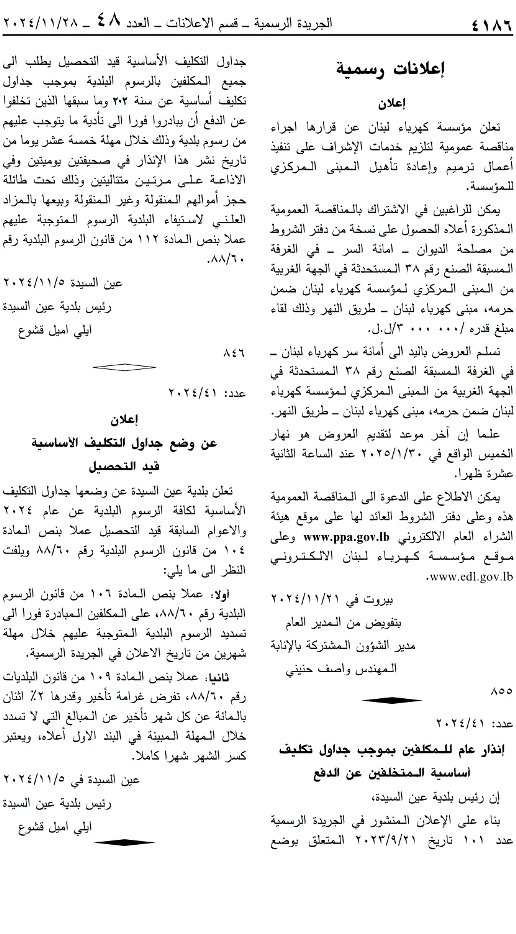 ٤١٨٦
الجريدة الرسمية ــ قسم الاعلانات ــ العدد ٤٨ ــ ٢٠٢٤/١١/٢٨
إعلانات رسمية
إعلان
تعلن مؤسسة كهرباء لبنان عن قرارها اجراء
مناقصة عمومية لتلزيم خدمات الإشراف على تنفيذ
أعمال ترميم وإعادة تأهيل المبنى المركزي
للمؤسسة.
يمكن للراغبين في الاشتراك بالمناقصة العمومية
المذكورة أعلاه الحصول على نسخة من دفتر الشروط
من مصلحة الديوان ــ امانة السر ــ في الغرفة
المسبقة الصنع رقم ٣٨ المستحدثة في الجهة الغربية
من المبنى المركزي لمؤسسة كهرباء لبنان ضمن
حرمه، مبنى كهرباء لبنان ــ طريق النهر وذلك لقاء
مبلغ قدره /٠٠٠ ٠٠٠ ٣/ل.ل.
تسلم العروض باليد الى أمانة سر كهرباء لبنان ــ
في الغرفة المسبقة الصنع رقم ٣٨ المستحدثة في
الجهة الغربية من المبنى المركزي لمؤسسة كهرباء
لبنان ضمن حرمه، مبنى كهرباء لبنان ــ طريق النهر.
علما إن آخر موعد لتقديم العروض هو نهار
الخميس الواقع في ٢٠٢٥/١/٣٠ عند الساعة الثانية
عشرة ظهرا.
يمكن الاطلاع على الدعوة الى المناقصة العمومية
هذه وعلى دفتر الشروط العائد لها على موقع هيئة
الشراء العام الالكتروني www.ppa.gov.lb وعلى
موقع مؤسسة كهرباء لبنان الالكتروني
www.edl.gov.lb.
بيروت في ٢٠٢٤/١١/٢١
بتفويض من المدير العام
مدير الشؤون المشتركة بالإنابة
المهندس واصف حنيني
٨٥٥
عدد: ٢٠٢٤/٤١
إنذار عام للمكلفين بموجب جداول تكليف
أساسية المتخلفين عن الدفع
إن رئيس بلدية عين السيدة،
بناء على الإعلان المنشور في الجريدة الرسمية
عدد ١٠١ تاريخ ٢٠٢٣/٩/٢١ المتعلق بوضع
جداول التكليف الأساسية قيد التحصيل يطلب الى
جميع المكلفين بالرسوم البلدية بموجب جداول
تكليف أساسية عن سنة ٢٠٢ وما سبقها الذين تخلفوا
عن الدفع أن يبادروا فورا الى تأدية ما يتوجب عليهم
من رسوم بلدية وذلك خلال مهلة خمسة عشر يوما من
تاريخ نشر هذا الإنذار في صحيفتين يوميتين وفي
الاذاعة على مرتين متتاليتين وذلك تحت طائلة
حجز أموالهم المنقولة وغير المنقولة وبيعها بالمزاد
العلني لاستيفاء البلدية الرسوم المتوجبة عليهم
عملا بنص المادة ١١٢ من قانون الرسوم البلدية رقم
٨٨/٦٠.
عين السيدة ٢٠٢٤/١١/٥
رئيس بلدية عين السيدة
ايلي اميل قشوع
٨٤٦
عدد: ٢٠٢٤/٤١
إعلان
عن وضع جداول التكليف الأساسية
قيد التحصيل
تعلن بلدية عين السيدة عن وضعها جداول التكليف
الأساسية لكافة الرسوم البلدية عن عام ٢٠٢٤
والاعوام السابقة قيد التحصيل عملا بنص المادة
١٠٤ من قانون الرسوم البلدية رقم ٨٨/٦٠ ويلفت
النظر الى ما يلي:
اولا: عملا بنص المادة ١٠٦ من قانون الرسوم
البلدية رقم ٨٨/٦٠، على المكلفين المبادرة فورا الى
تسديد الرسوم البلدية المتوجبة عليهم خلال مهلة
شهرين من تاريخ الاعلان في الجريدة الرسمية.
ثانيا: عملا بنص المادة ١٠٩ من قانون البلديات
رقم ٨٨/٦٠، تفرض غرامة تأخير وقدرها ٢٪ اثنان
بالمائة عن كل شهر تأخير عن المبالغ التي لا تسدد
خلال المهلة المبينة في البند الاول أعلاه، ويعتبر
كسر الشهر شهرا كاملا.
عين السيدة في ٢٠٢٤/١١/٥
رئيس بلدية عين السيدة
ايلي اميل قشوع